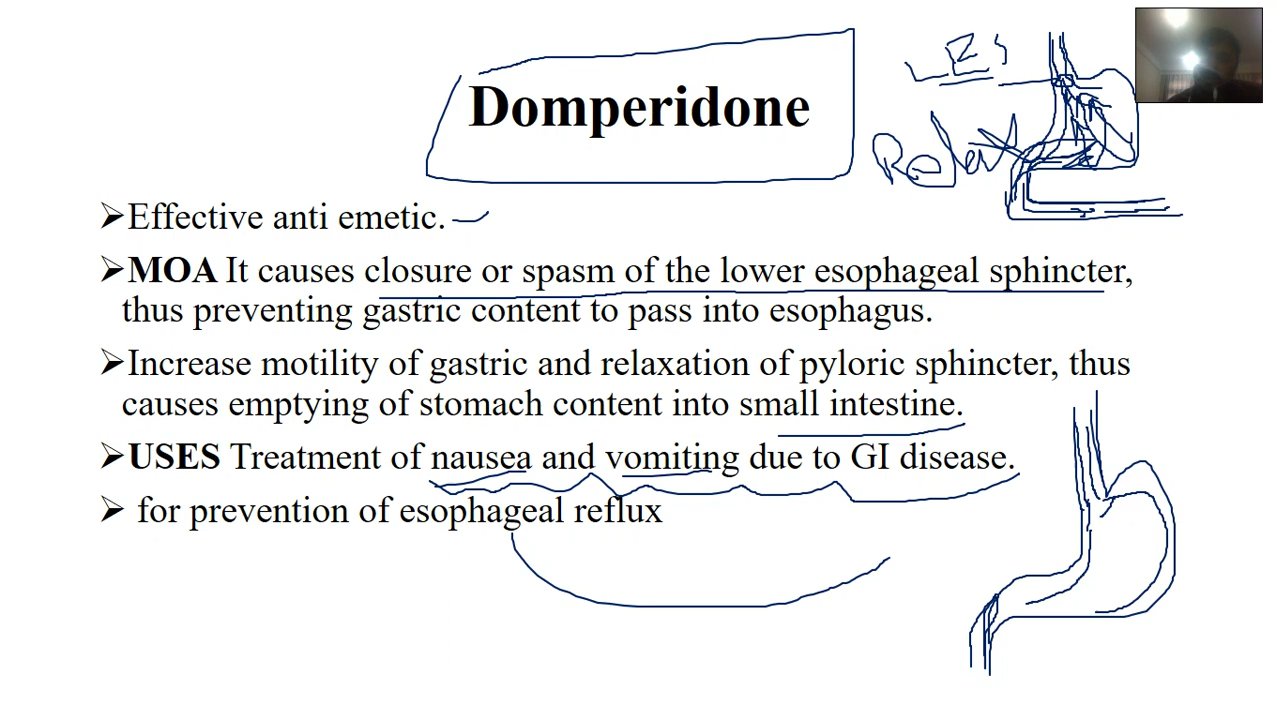 Domperidone
LES
Relax
➢Effective anti emetic.
➢MOA It causes closure or spasm of the lower esophageal sphincter,
thus preventing gastric content to pass into esophagus.
➢Increase motility of gastric and relaxation of pyloric sphincter, thus
causes emptying of stomach content into small intestine.
➢USES Treatment of nausea and vomiting due to GI disease.
➢ for prevention of esophageal reflux